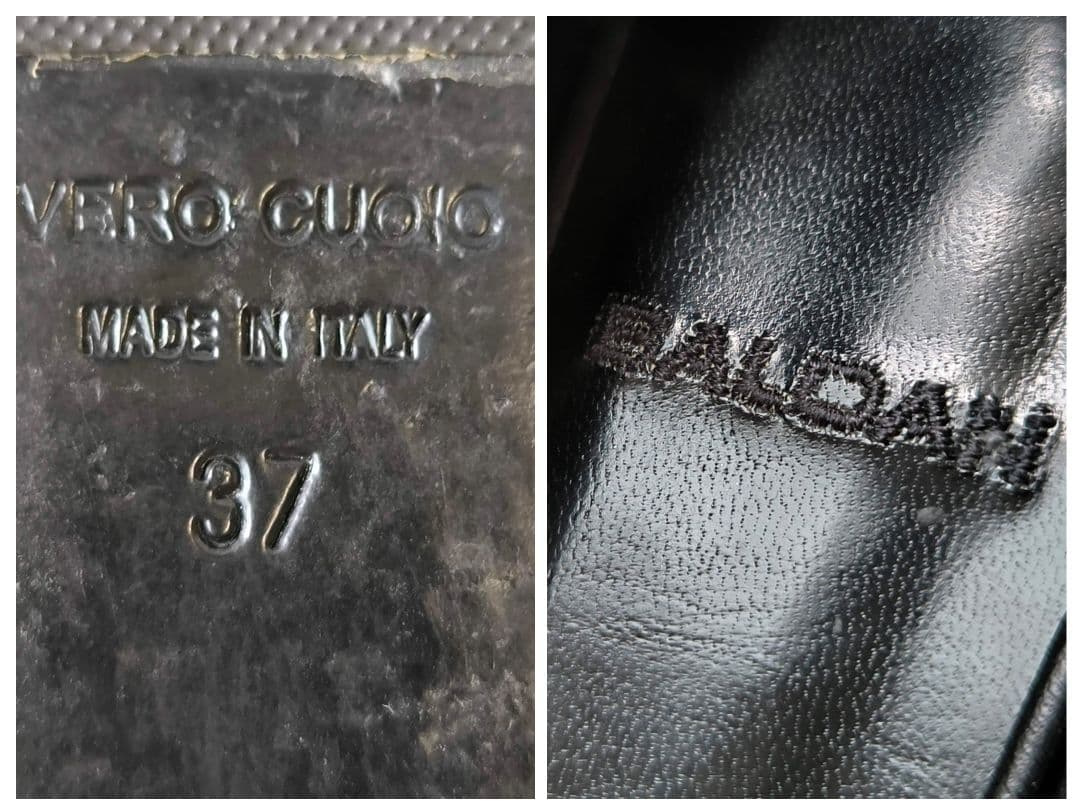 VERO CUOIO
MADE IN ITALY
37
BALDAN